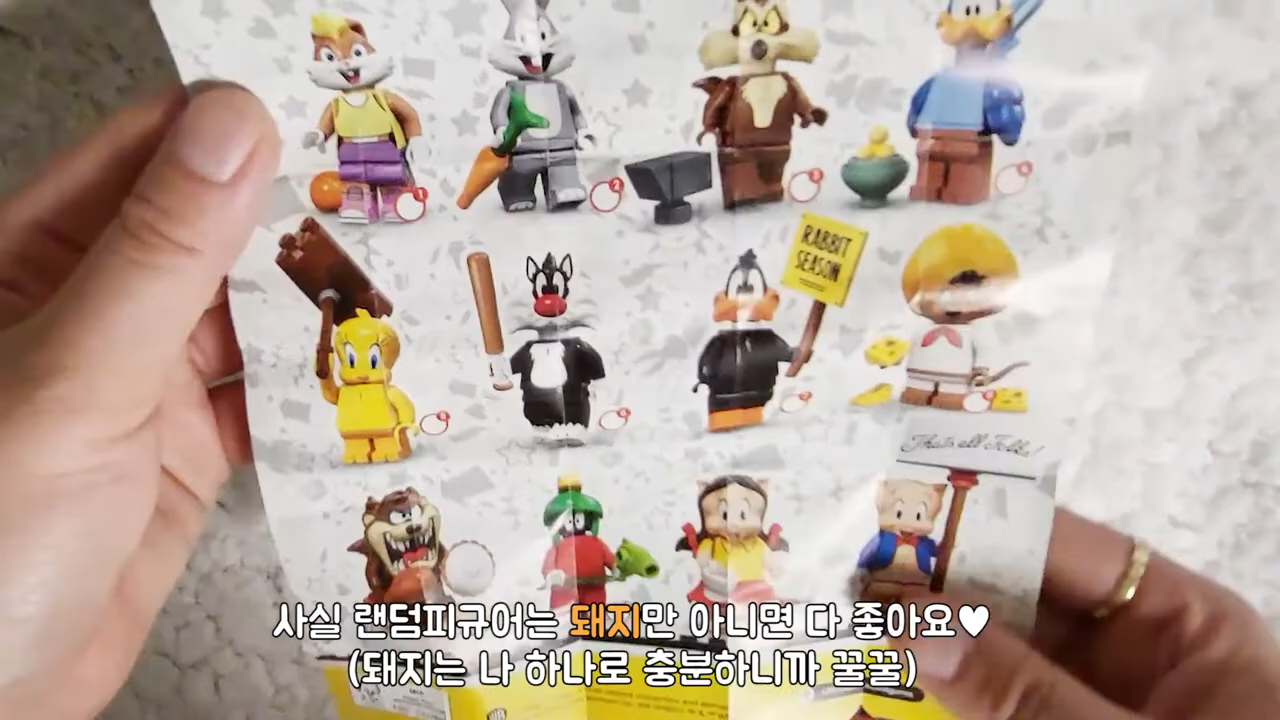 RABBIT
SEASON
That's all Folks!
사실 랜덤피규어는 돼지만 아니면 다 좋아요♥
(돼지는 나 하나로 충분하니까 꿀꿀)